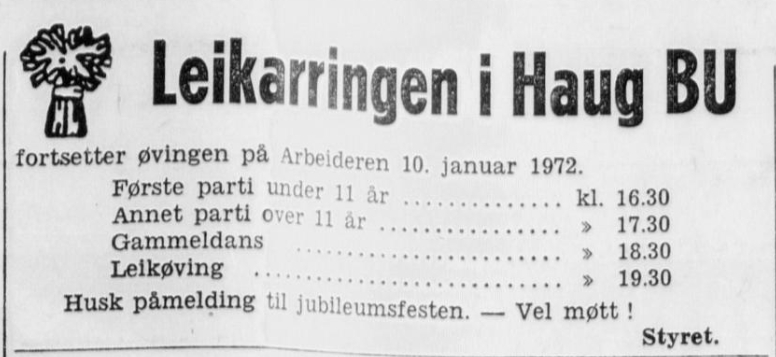 Leikarringen i Haug BU
fortsetter øvingen på Arbeideren 10. januar 1972.
Første parti under 11 år .............. kl. 16.30
Annet parti over 11 år ................. » 17.30
Gammeldans ......................... » 18.30
Leikøving ............................. » 19.30
Husk påmelding til jubileumsfesten. — Vel møtt !
Styret.